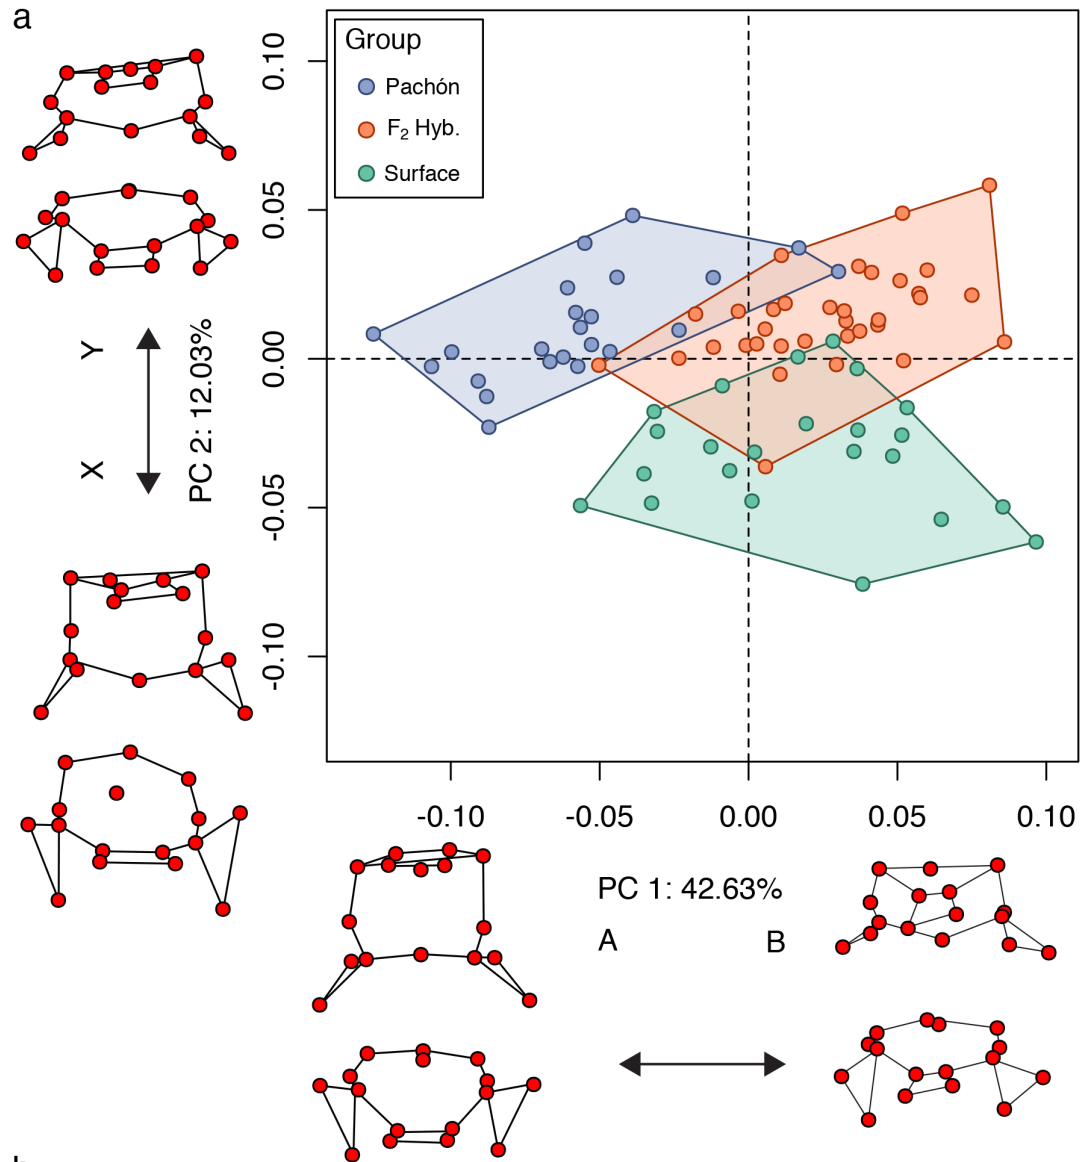 a
Group
Pachón
F₂ Hyb.
Surface
0.10
0.05
0.00
-0.05
-0.10
Y
X
PC 2: 12.03%
-0.10
-0.05
0.00
0.05
0.10
PC 1: 42.63%
A
B